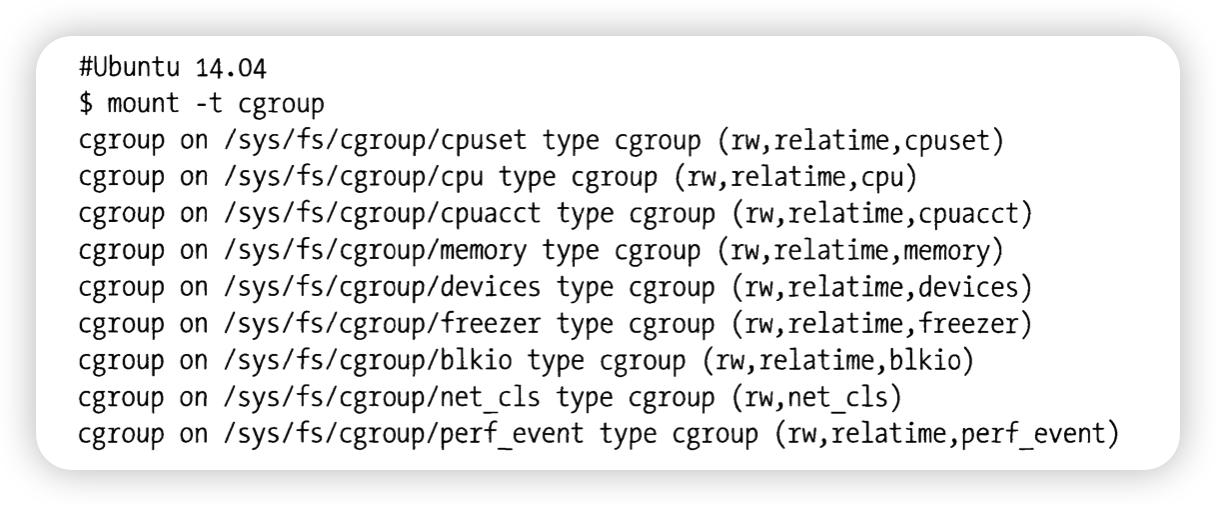 #Ubuntu 14.04
$ mount -t cgroup
cgroup on /sys/fs/cgroup/cpuset type cgroup (rw,relatime,cpuset)
cgroup on /sys/fs/cgroup/cpu type cgroup (rw,relatime,cpu)
cgroup on /sys/fs/cgroup/cpuacct type cgroup (rw,relatime,cpuacct)
cgroup on /sys/fs/cgroup/memory type cgroup (rw,relatime,memory)
cgroup on /sys/fs/cgroup/devices type cgroup (rw,relatime,devices)
cgroup on /sys/fs/cgroup/freezer type cgroup (rw,relatime,freezer)
cgroup on /sys/fs/cgroup/blkio type cgroup (rw,relatime,blkio)
cgroup on /sys/fs/cgroup/net_cls type cgroup (rw,net_cls)
cgroup on /sys/fs/cgroup/perf_event type cgroup (rw,relatime,perf_event)